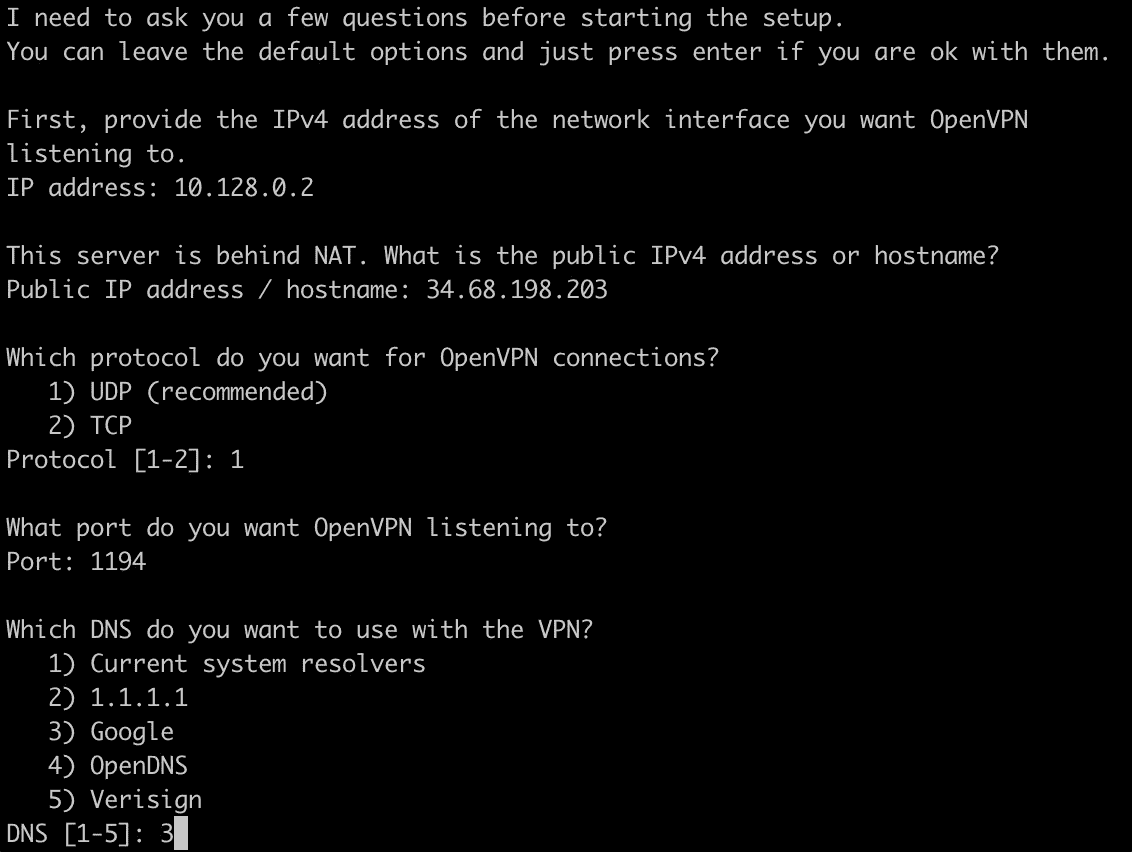 I need to ask you a few questions before starting the setup.
You can leave the default options and just press enter if you are ok with them.
First, provide the IPv4 address of the network interface you want OpenVPN
listening to.
IP address: 10.128.0.2
This server is behind NAT. What is the public IPv4 address or hostname?
Public IP address / hostname: 34.68.198.203
Which protocol do you want for OpenVPN connections?
1) UDP (recommended)
2) TCP
Protocol [1-2]: 1
What port do you want OpenVPN listening to?
Port: 1194
Which DNS do you want to use with the VPN?
1) Current system resolvers
2) 1.1.1.1
3) Google
4) OpenDNS
5) Verisign
DNS [1-5]: 3